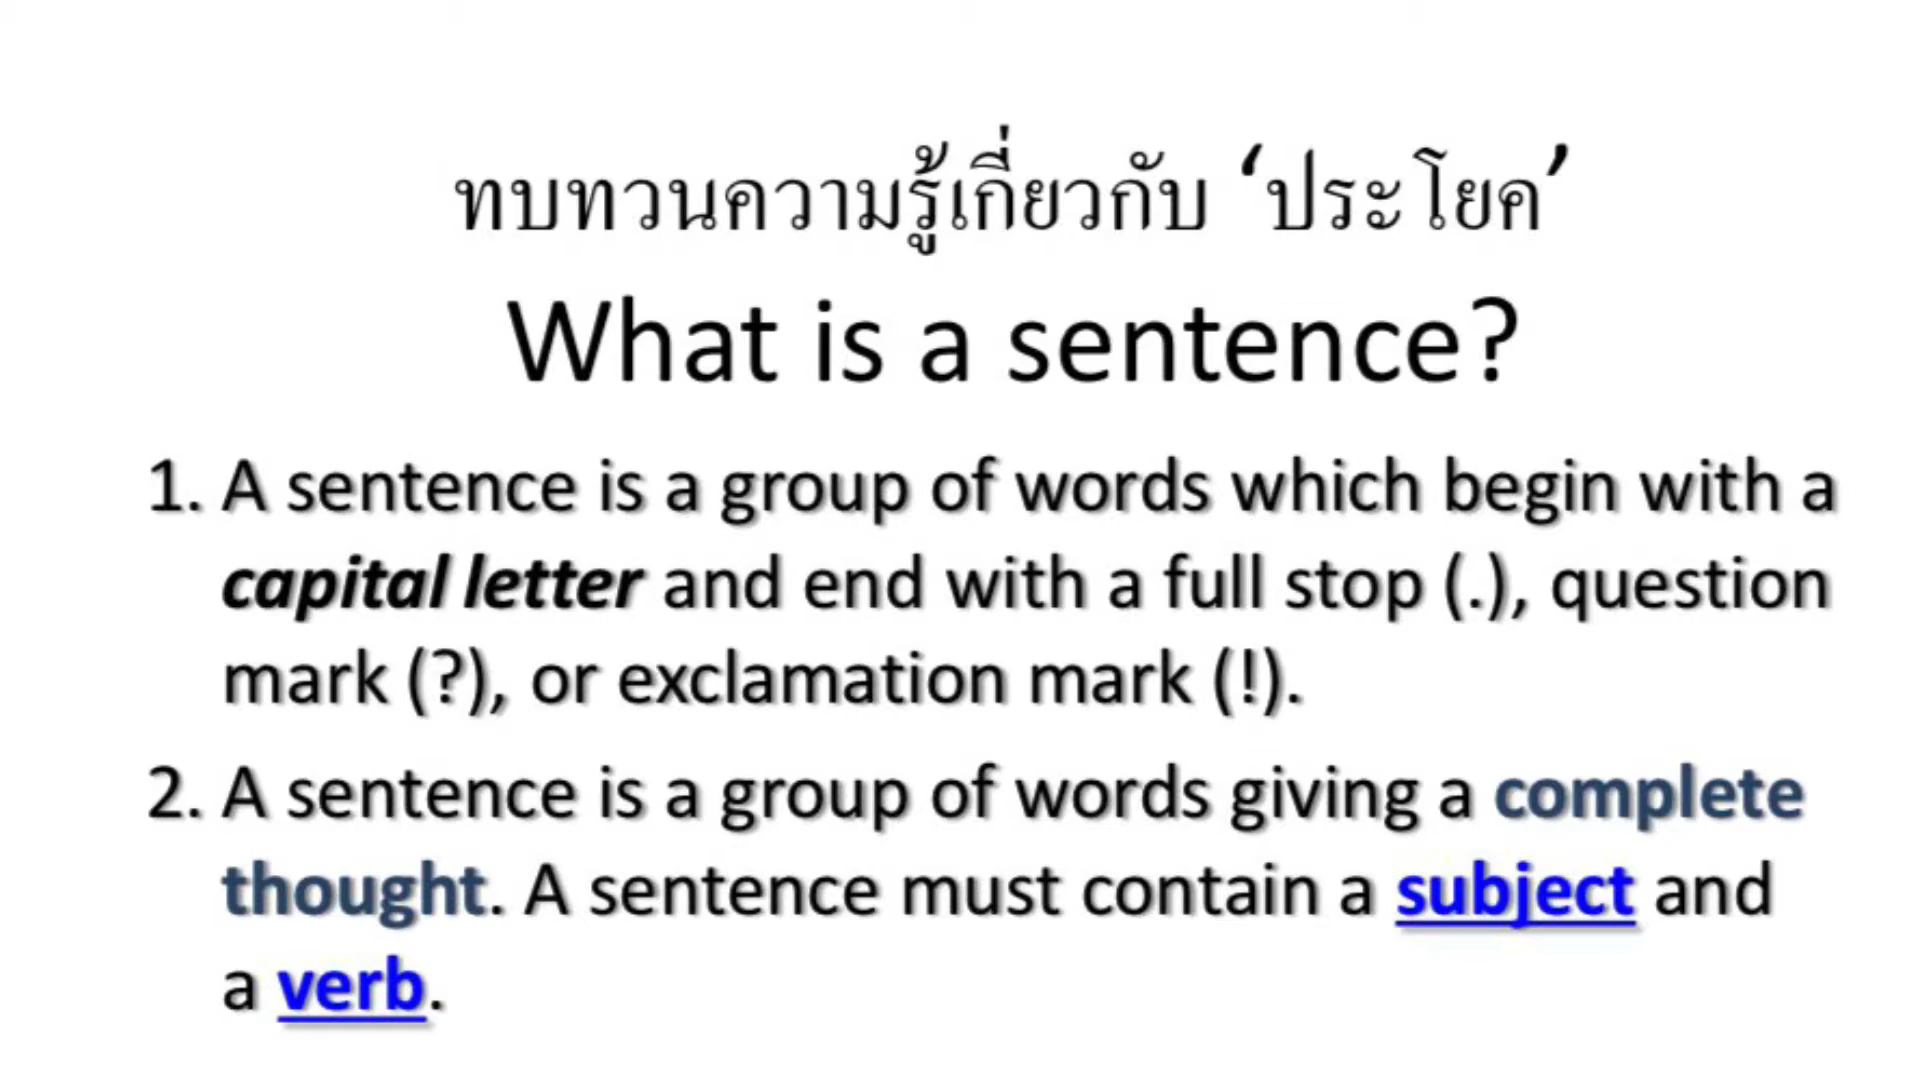 ทบทวนความรู้เกี่ยวกับ ‘ประโยค’
What is a sentence?
1. A sentence is a group of words which begin with a
capital letter and end with a full stop (.), question
mark (?), or exclamation mark (!).
2. A sentence is a group of words giving a complete
thought. A sentence must contain a subject and
a verb.